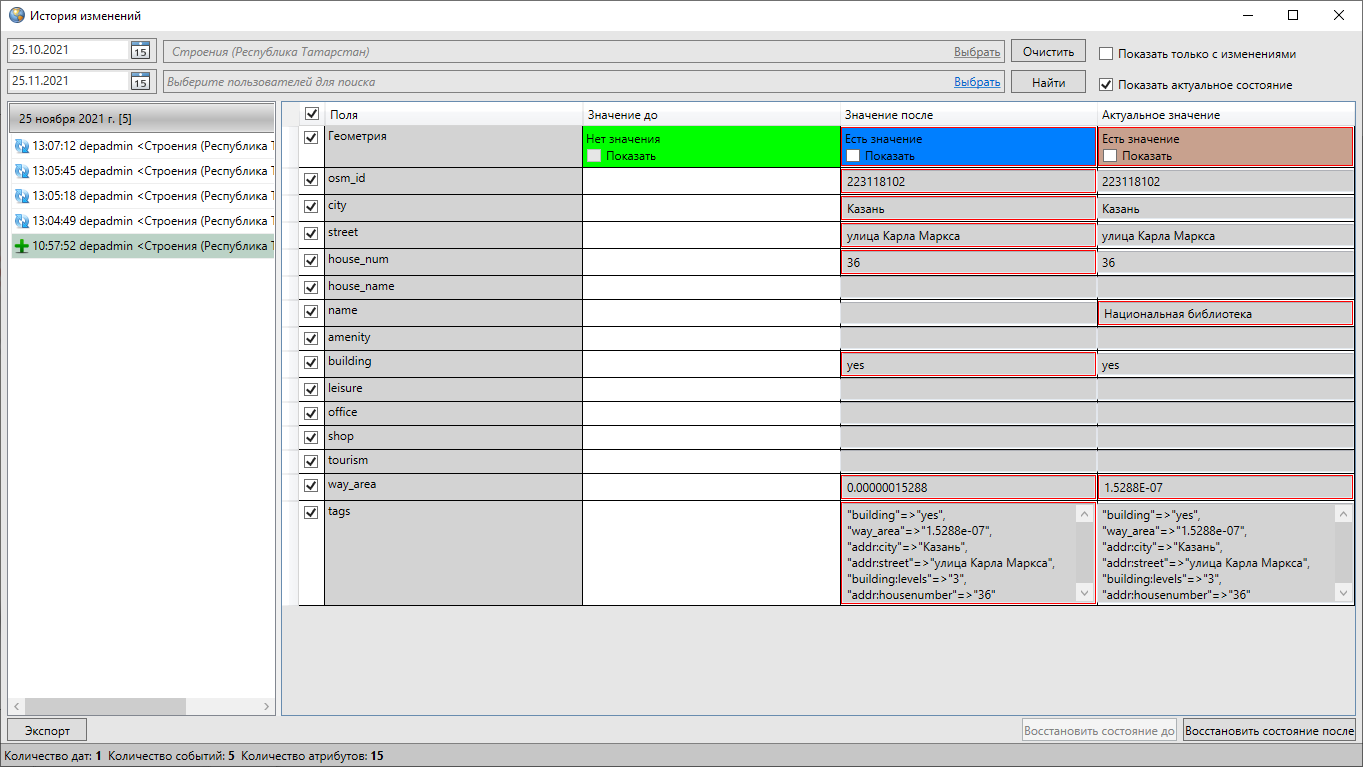 История изменений
25.10.2021 15 Строения (Республика Татарстан) Выбрать Очистить Показать только с изменениями
25.11.2021 15 Выберите пользователей для поиска Выбрать Найти Показать актуальное состояние
25 ноября 2021 г. [5]
13:07:12 depadmin <Строения (Республика Т
13:05:45 depadmin <Строения (Республика Т
13:05:18 depadmin <Строения (Республика Т
13:04:49 depadmin <Строения (Республика Т
10:57:52 depadmin <Строения (Республика Т
Поля Значение до Значение после Актуальное значение
Геометрия Нет значения Есть значение Есть значение
Показать Показать Показать
osm_id 223118102 223118102
city Казань Казань
street улица Карла Маркса улица Карла Маркса
house_num 36 36
house_name
name Национальная библиотека
amenity
building yes yes
leisure
office
shop
tourism
way_area 0.00000015288 1.5288E-07
tags "building"=>"yes", "building"=>"yes",
"way_area"=>"1.5288e-07", "way_area"=>"1.5288e-07",
"addr:city"=>"Казань", "addr:city"=>"Казань",
"addr:street"=>"улица Карла Маркса", "addr:street"=>"улица Карла Маркса",
"building:levels"=>"3", "building:levels"=>"3",
"addr:housenumber"=>"36" "addr:housenumber"=>"36"
Экспорт Восстановить состояние до Восстановить состояние после
Количество дат: 1 Количество событий: 5 Количество атрибутов: 15